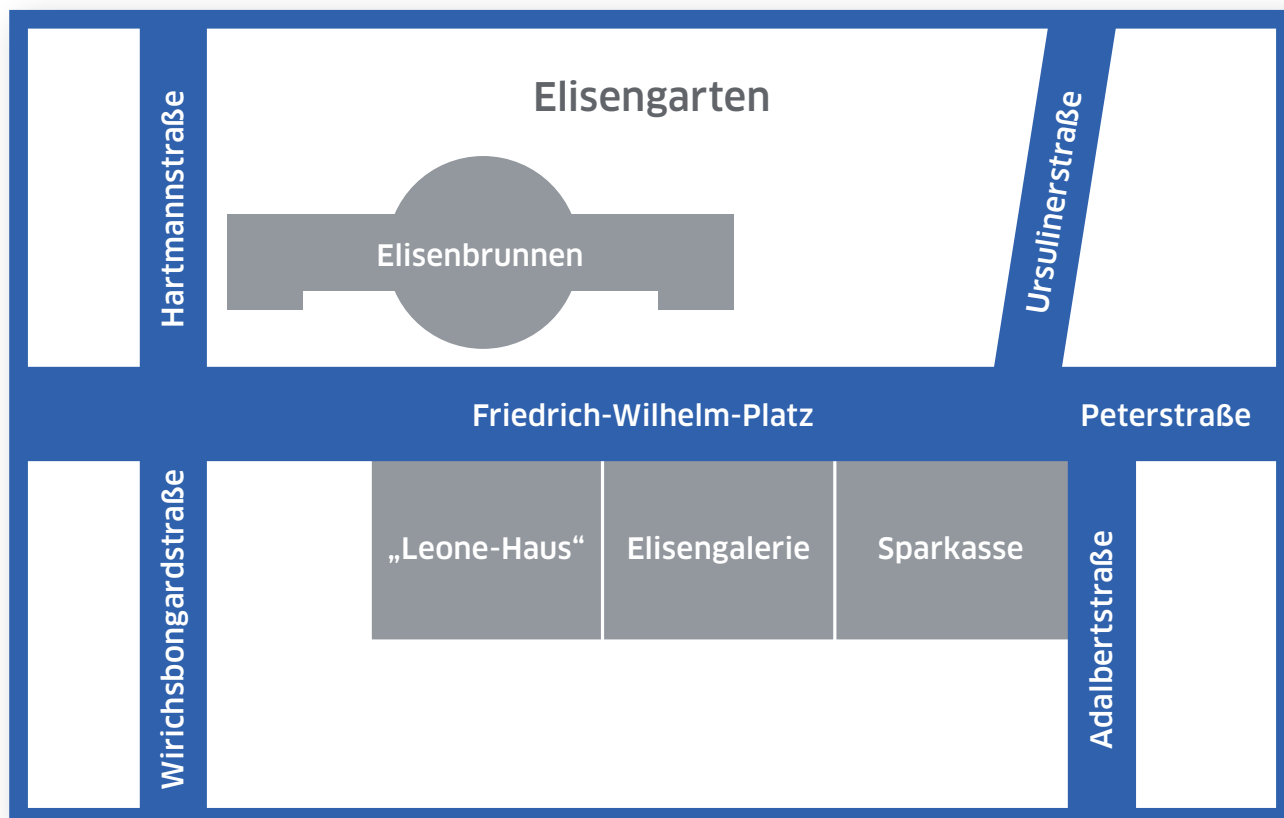 Elisengarten
Hartmannstraße
Elisenbrunnen
Ursulinerstraße
Friedrich-Wilhelm-Platz
Peterstraße
Wirichsbongardstraße
„Leone-Haus“
Elisengalerie
Sparkasse
Adalbertstraße